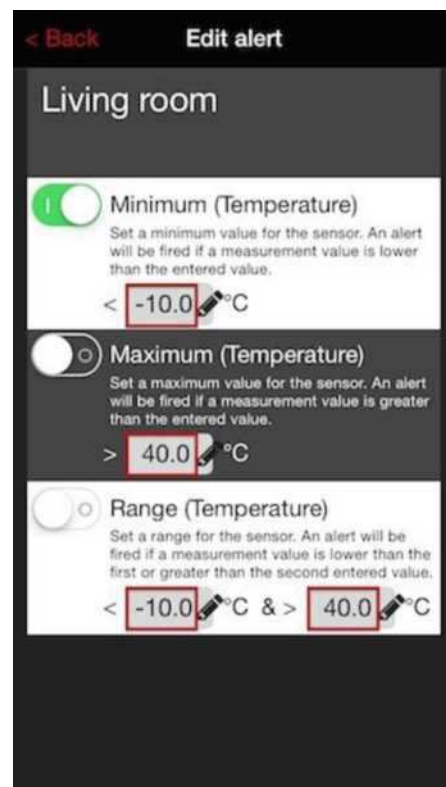 < Back Edit alert
Living room
Minimum (Temperature)
Set a minimum value for the sensor. An alert
will be fired if a measurement value is lower
than the entered value.
< -10.0 °C
Maximum (Temperature)
Set a maximum value for the sensor. An alert
will be fired if a measurement value is greater
than the entered value.
> 40.0 °C
Range (Temperature)
Set a range for the sensor. An alert will be
fired if a measurement value is lower than the
first or greater than the second entered value.
< -10.0 °C & > 40.0 °C